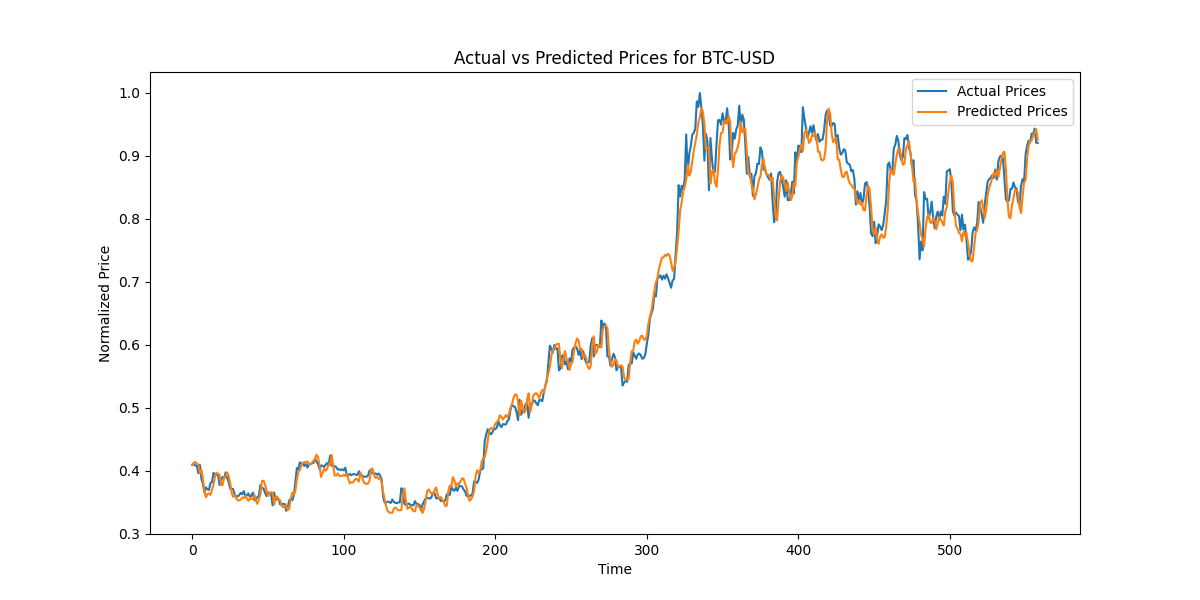 Actual vs Predicted Prices for BTC-USD
Actual Prices
Predicted Prices
1.0
0.9
0.8
0.7
0.6
0.5
0.4
0.3
Normalized Price
0
100
200
300
400
500
Time